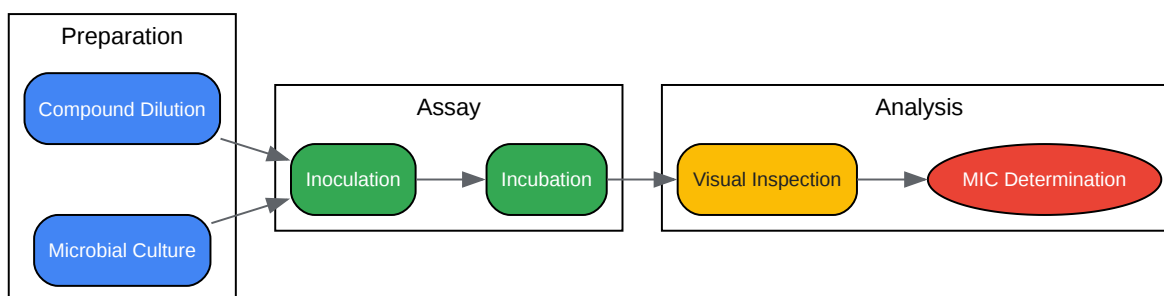 Preparation
Compound Dilution
Microbial Culture
Assay
Inoculation
Incubation
Analysis
Visual Inspection
MIC Determination